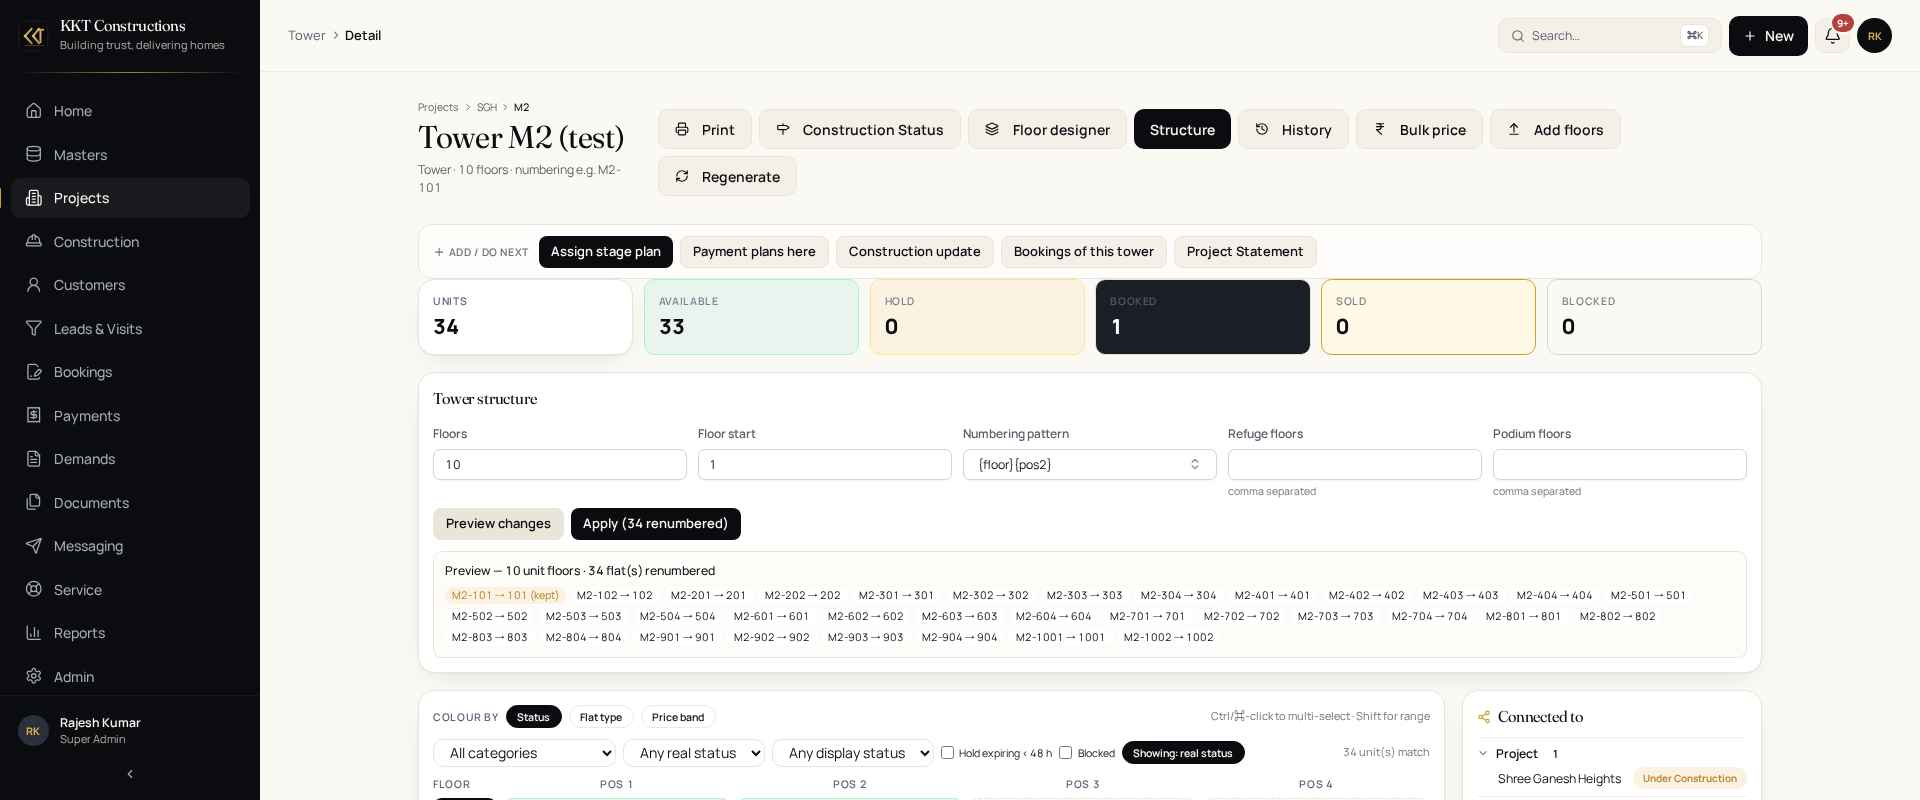 KKT Constructions
Building trust, delivering homes
Home
Masters
Projects
Construction
Customers
Leads & Visits
Bookings
Payments
Demands
Documents
Messaging
Service
Reports
Admin
RK Rajesh Kumar
Super Admin
Tower > Detail
Search... ⌘K
+ New
9+
RK
Projects > SGH > M2
Tower M2 (test)
Tower · 10 floors · numbering e.g. M2-
101
Print
Construction Status
Floor designer
Structure
History
Bulk price
Add floors
Regenerate
+ ADD / DO NEXT Assign stage plan Payment plans here Construction update Bookings of this tower Project Statement
UNITS
34
AVAILABLE
33
HOLD
0
BOOKED
1
SOLD
0
BLOCKED
0
Tower structure
Floors Floor start Numbering pattern Refuge floors Podium floors
10 1 {floor}{pos2}
comma separated comma separated
Preview changes Apply (34 renumbered)
Preview — 10 unit floors · 34 flat(s) renumbered
M2-101 → 101 (kept) M2-102 → 102 M2-201 → 201 M2-202 → 202 M2-301 → 301 M2-302 → 302 M2-303 → 303 M2-304 → 304 M2-401 → 401 M2-402 → 402 M2-403 → 403 M2-404 → 404 M2-501 → 501
M2-502 → 502 M2-503 → 503 M2-504 → 504 M2-601 → 601 M2-602 → 602 M2-603 → 603 M2-604 → 604 M2-701 → 701 M2-702 → 702 M2-703 → 703 M2-704 → 704 M2-801 → 801 M2-802 → 802
M2-803 → 803 M2-804 → 804 M2-901 → 901 M2-902 → 902 M2-903 → 903 M2-904 → 904 M2-1001 → 1001 M2-1002 → 1002
COLOUR BY Status Flat type Price band Ctrl/⌘-click to multi-select · Shift for range
All categories Any real status Any display status Hold expiring < 48 h Blocked Showing: real status 34 unit(s) match
FLOOR POS 1 POS 2 POS 3 POS 4
Connected to
Project 1
Shree Ganesh Heights Under Construction